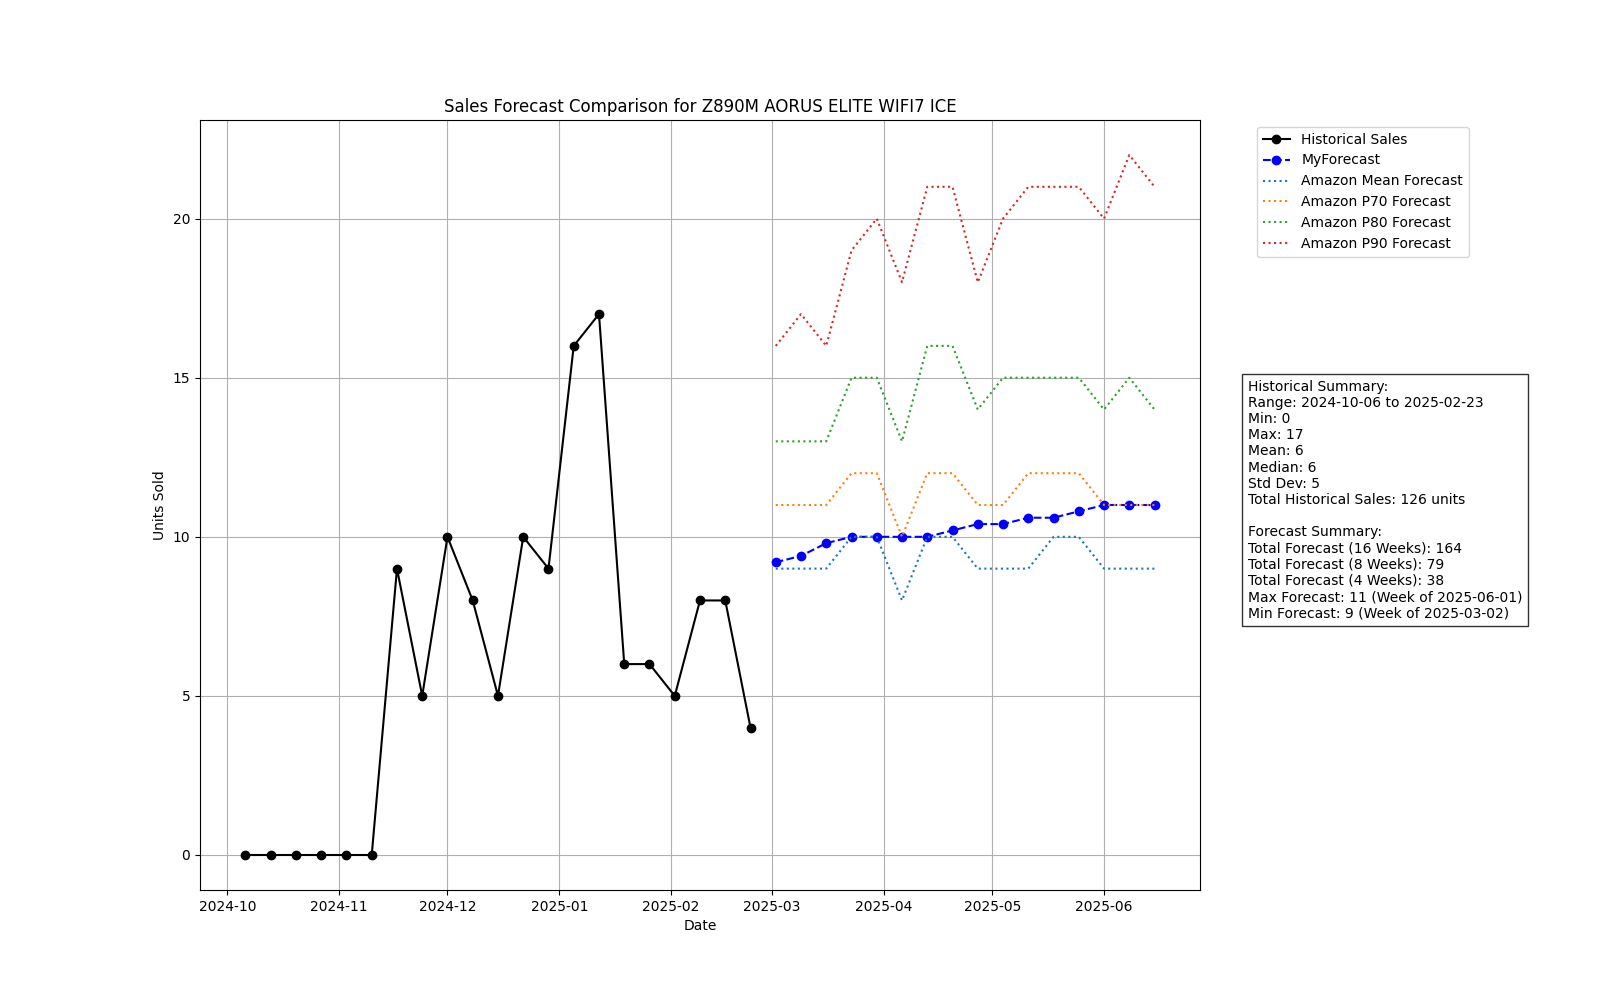 Sales Forecast Comparison for Z890M AORUS ELITE WIFI7 ICE
Historical Sales
MyForecast
Amazon Mean Forecast
Amazon P70 Forecast
Amazon P80 Forecast
Amazon P90 Forecast
Units Sold
20
15
10
5
0
2024-10
2024-11
2024-12
2025-01
2025-02
2025-03
2025-04
2025-05
2025-06
Date
Historical Summary:
Range: 2024-10-06 to 2025-02-23
Min: 0
Max: 17
Mean: 6
Median: 6
Std Dev: 5
Total Historical Sales: 126 units
Forecast Summary:
Total Forecast (16 Weeks): 164
Total Forecast (8 Weeks): 79
Total Forecast (4 Weeks): 38
Max Forecast: 11 (Week of 2025-06-01)
Min Forecast: 9 (Week of 2025-03-02)